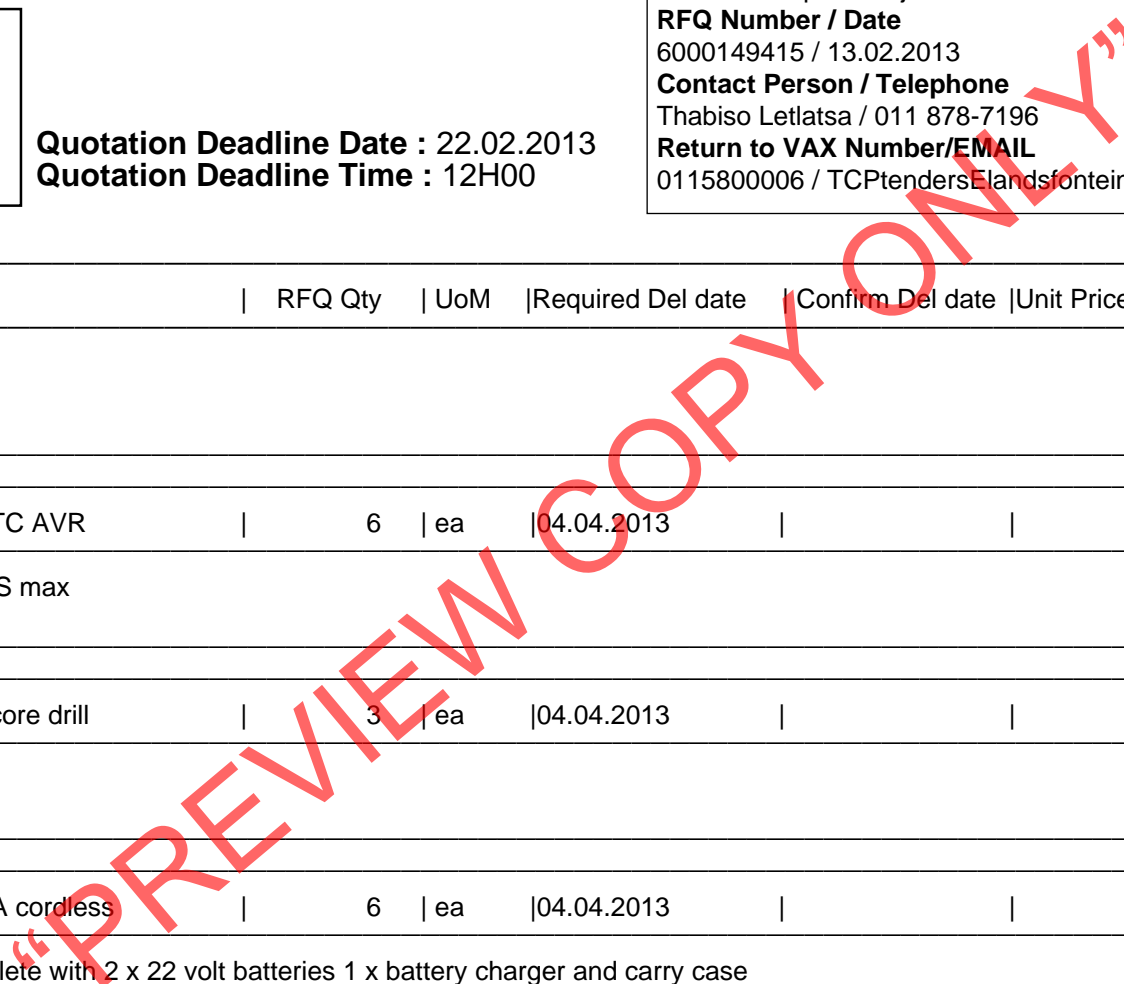 RFQ Number / Date
6000149415 / 13.02.2013
Contact Person / Telephone
Thabiso Letlatsa / 011 878-7196
Return to VAX Number/EMAIL
0115800006 / TCPtendersElandsfontein
Quotation Deadline Date : 22.02.2013
Quotation Deadline Time : 12H00
| RFQ Qty | UoM |Required Del date | Confirm Del date |Unit Price
TC AVR | 6 | ea |04.04.2013 | |
S max
core drill | 3 | ea |04.04.2013 | |
A cordless | 6 | ea |04.04.2013 | |
lete with 2 x 22 volt batteries 1 x battery charger and carry case
“PREVIEW COPY ONLY”